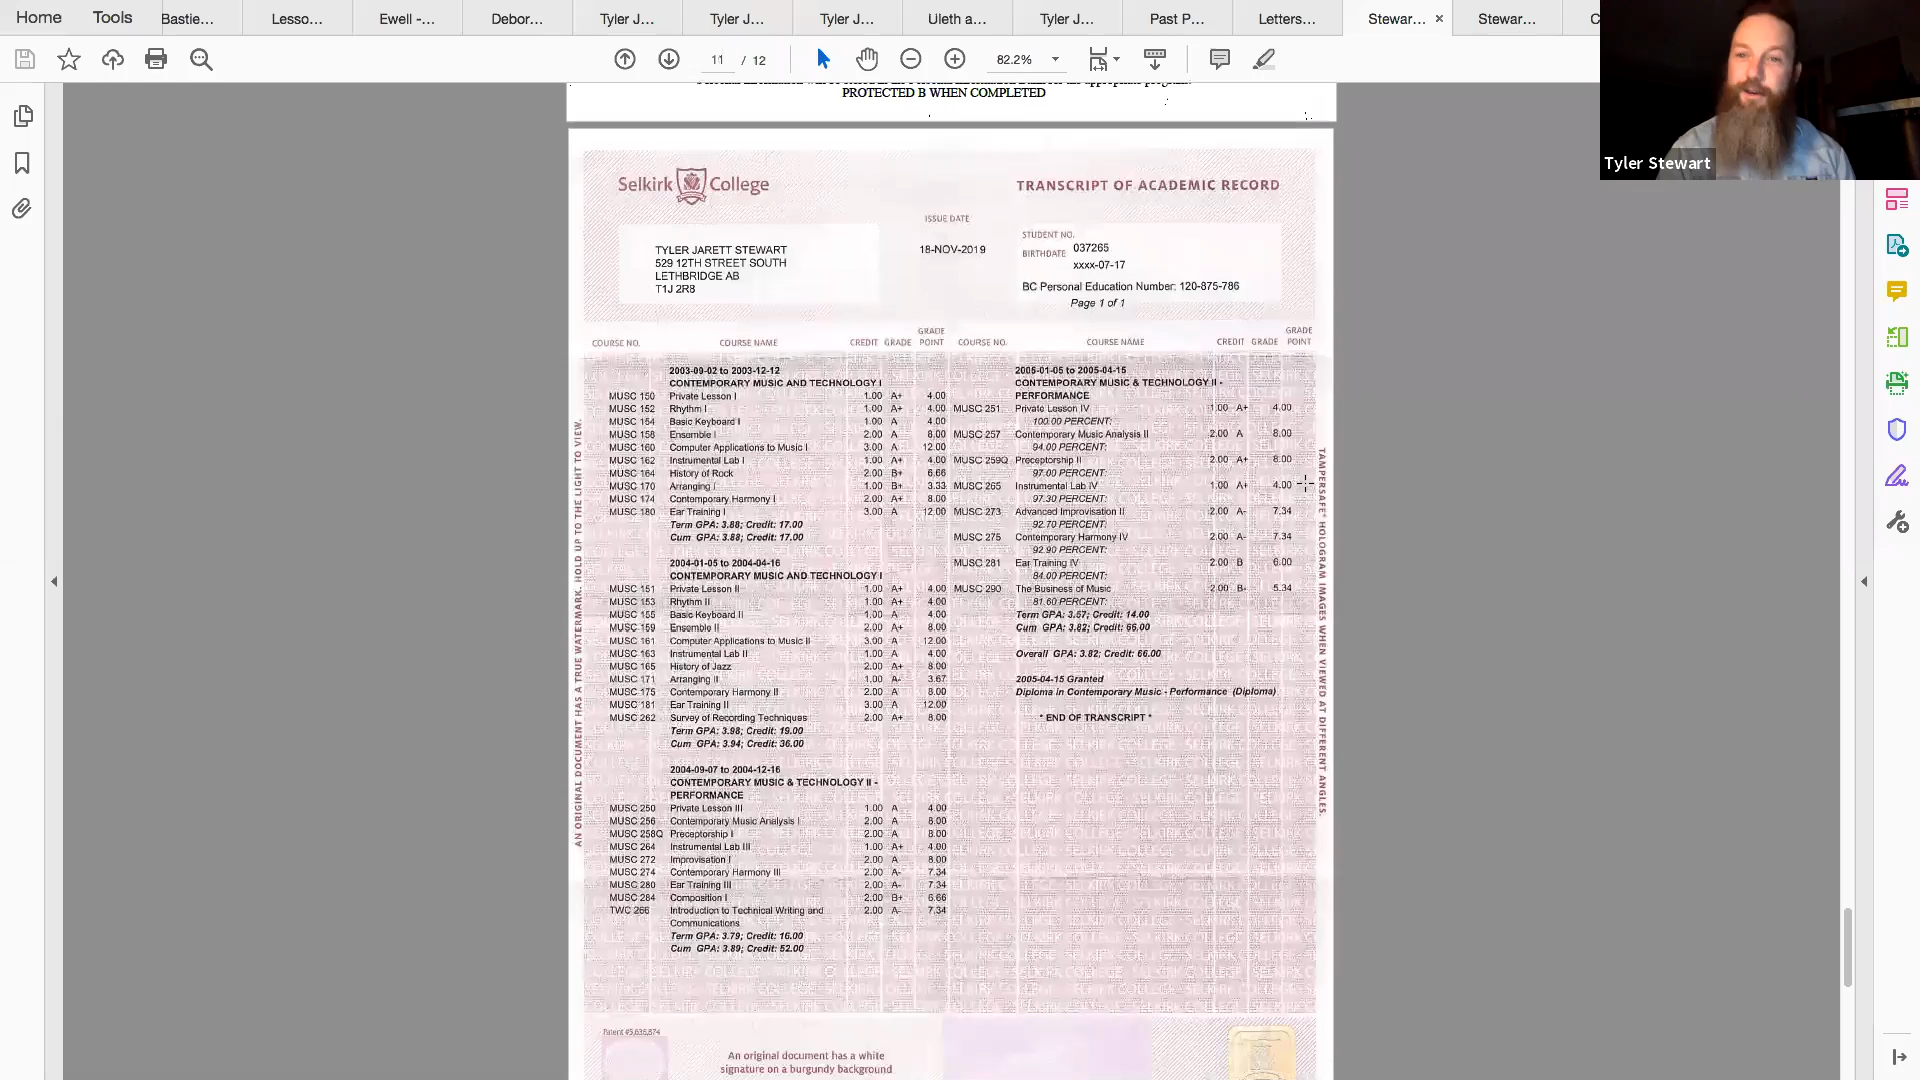 Home Tools Bastie... Lesso... Ewell -... Debor... Tyler J... Tyler J... Tyler J... Uleth a... Tyler J... Past P... Letters... Stewar... × Stewar...
11 / 12 82.2%
Tyler Stewart
PROTECTED B WHEN COMPLETED
Selkirk College
TRANSCRIPT OF ACADEMIC RECORD
ISSUE DATE
18-NOV-2019
TYLER JARETT STEWART
529 12TH STREET SOUTH
LETHBRIDGE AB
T1J 2R8
STUDENT NO. 037265
BIRTHDATE xxxx-07-17
BC Personal Education Number: 120-875-786
Page 1 of 1
COURSE NO. COURSE NAME CREDIT GRADE GRADE POINT COURSE NO. COURSE NAME CREDIT GRADE GRADE POINT
2003-09-02 to 2003-12-12
CONTEMPORARY MUSIC AND TECHNOLOGY I
MUSC 150 Private Lesson I 1.00 A+ 4.00
MUSC 152 Rhythm I 1.00 A+ 4.00
MUSC 154 Basic Keyboard I 1.00 A 4.00
MUSC 158 Ensemble I 2.00 A 8.00
MUSC 160 Computer Applications to Music I 3.00 A 12.00
MUSC 162 Instrumental Lab I 1.00 A+ 4.00
MUSC 164 History of Rock 2.00 B+ 6.66
MUSC 170 Arranging I 1.00 B+ 3.33
MUSC 174 Contemporary Harmony I 2.00 A+ 8.00
MUSC 180 Ear Training I 3.00 A 12.00
Term GPA: 3.88; Credit: 17.00
Cum GPA: 3.88; Credit: 17.00
2004-01-05 to 2004-04-16
CONTEMPORARY MUSIC AND TECHNOLOGY I
MUSC 151 Private Lesson II 1.00 A+ 4.00
MUSC 153 Rhythm II 1.00 A+ 4.00
MUSC 155 Basic Keyboard II 1.00 A 4.00
MUSC 159 Ensemble II 2.00 A+ 8.00
MUSC 161 Computer Applications to Music II 3.00 A 12.00
MUSC 163 Instrumental Lab II 1.00 A 4.00
MUSC 165 History of Jazz 2.00 A+ 8.00
MUSC 171 Arranging II 1.00 A- 3.67
MUSC 175 Contemporary Harmony II 2.00 A 8.00
MUSC 181 Ear Training II 3.00 A 12.00
MUSC 262 Survey of Recording Techniques 2.00 A+ 8.00
Term GPA: 3.98; Credit: 19.00
Cum GPA: 3.94; Credit: 36.00
2004-09-07 to 2004-12-16
CONTEMPORARY MUSIC & TECHNOLOGY II -
PERFORMANCE
MUSC 250 Private Lesson III 1.00 A 4.00
MUSC 256 Contemporary Music Analysis I 2.00 A 8.00
MUSC 258Q Preceptorship I 2.00 A 8.00
MUSC 264 Instrumental Lab III 1.00 A+ 4.00
MUSC 272 Improvisation I 2.00 A 8.00
MUSC 274 Contemporary Harmony III 2.00 A- 7.34
MUSC 280 Ear Training III 2.00 A- 7.34
MUSC 284 Composition I 2.00 B+ 6.66
TWC 266 Introduction to Technical Writing and 2.00 A- 7.34
Communications
Term GPA: 3.79; Credit: 16.00
Cum GPA: 3.89; Credit: 52.00
2005-01-05 to 2005-04-15
CONTEMPORARY MUSIC & TECHNOLOGY II -
PERFORMANCE
MUSC 251 Private Lesson IV 1.00 A+ 4.00
100.00 PERCENT:
MUSC 257 Contemporary Music Analysis II 2.00 A 8.00
94.00 PERCENT:
MUSC 259Q Preceptorship II 2.00 A+ 8.00
97.00 PERCENT:
MUSC 265 Instrumental Lab IV 1.00 A+ 4.00
97.30 PERCENT:
MUSC 273 Advanced Improvisation II 2.00 A- 7.34
92.70 PERCENT:
MUSC 275 Contemporary Harmony IV 2.00 A- 7.34
92.90 PERCENT:
MUSC 281 Ear Training IV 2.00 B 6.00
84.00 PERCENT:
MUSC 290 The Business of Music 2.00 B- 5.34
81.60 PERCENT:
Term GPA: 3.57; Credit: 14.00
Cum GPA: 3.82; Credit: 66.00
Overall GPA: 3.82; Credit: 66.00
2005-04-15 Granted
Diploma in Contemporary Music - Performance (Diploma)
* END OF TRANSCRIPT *
AN ORIGINAL DOCUMENT HAS A TRUE WATERMARK. HOLD UP TO THE LIGHT TO VIEW.
TAMPERSAFE® HOLOGRAM IMAGES WHEN VIEWED AT DIFFERENT ANGLES.
Patent #5,636,874
An original document has a white
signature on a burgundy background